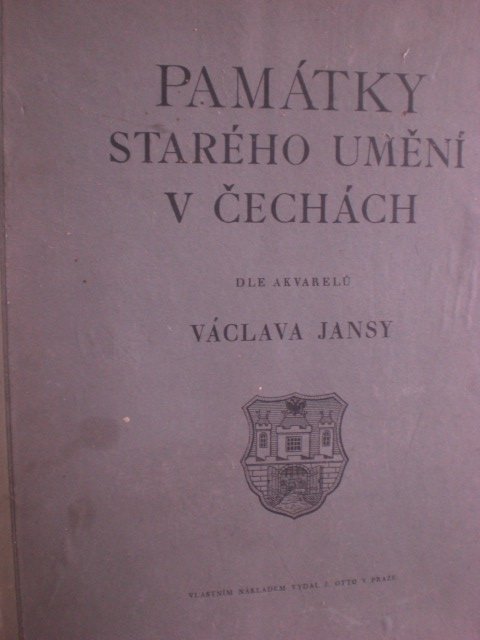 PAMÁTKY
STARÉHO UMĚNÍ
V ČECHÁCH
DLE AKVARELŮ
VÁCLAVA JANSY
VLASTNÍM NÁKLADEM VYDAL J. OTTO V PRAZE